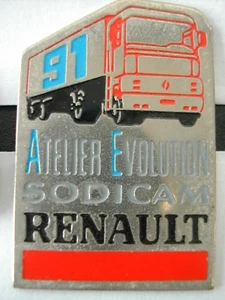 91
ATELIER EVOLUTION
SODICAM
RENAULT